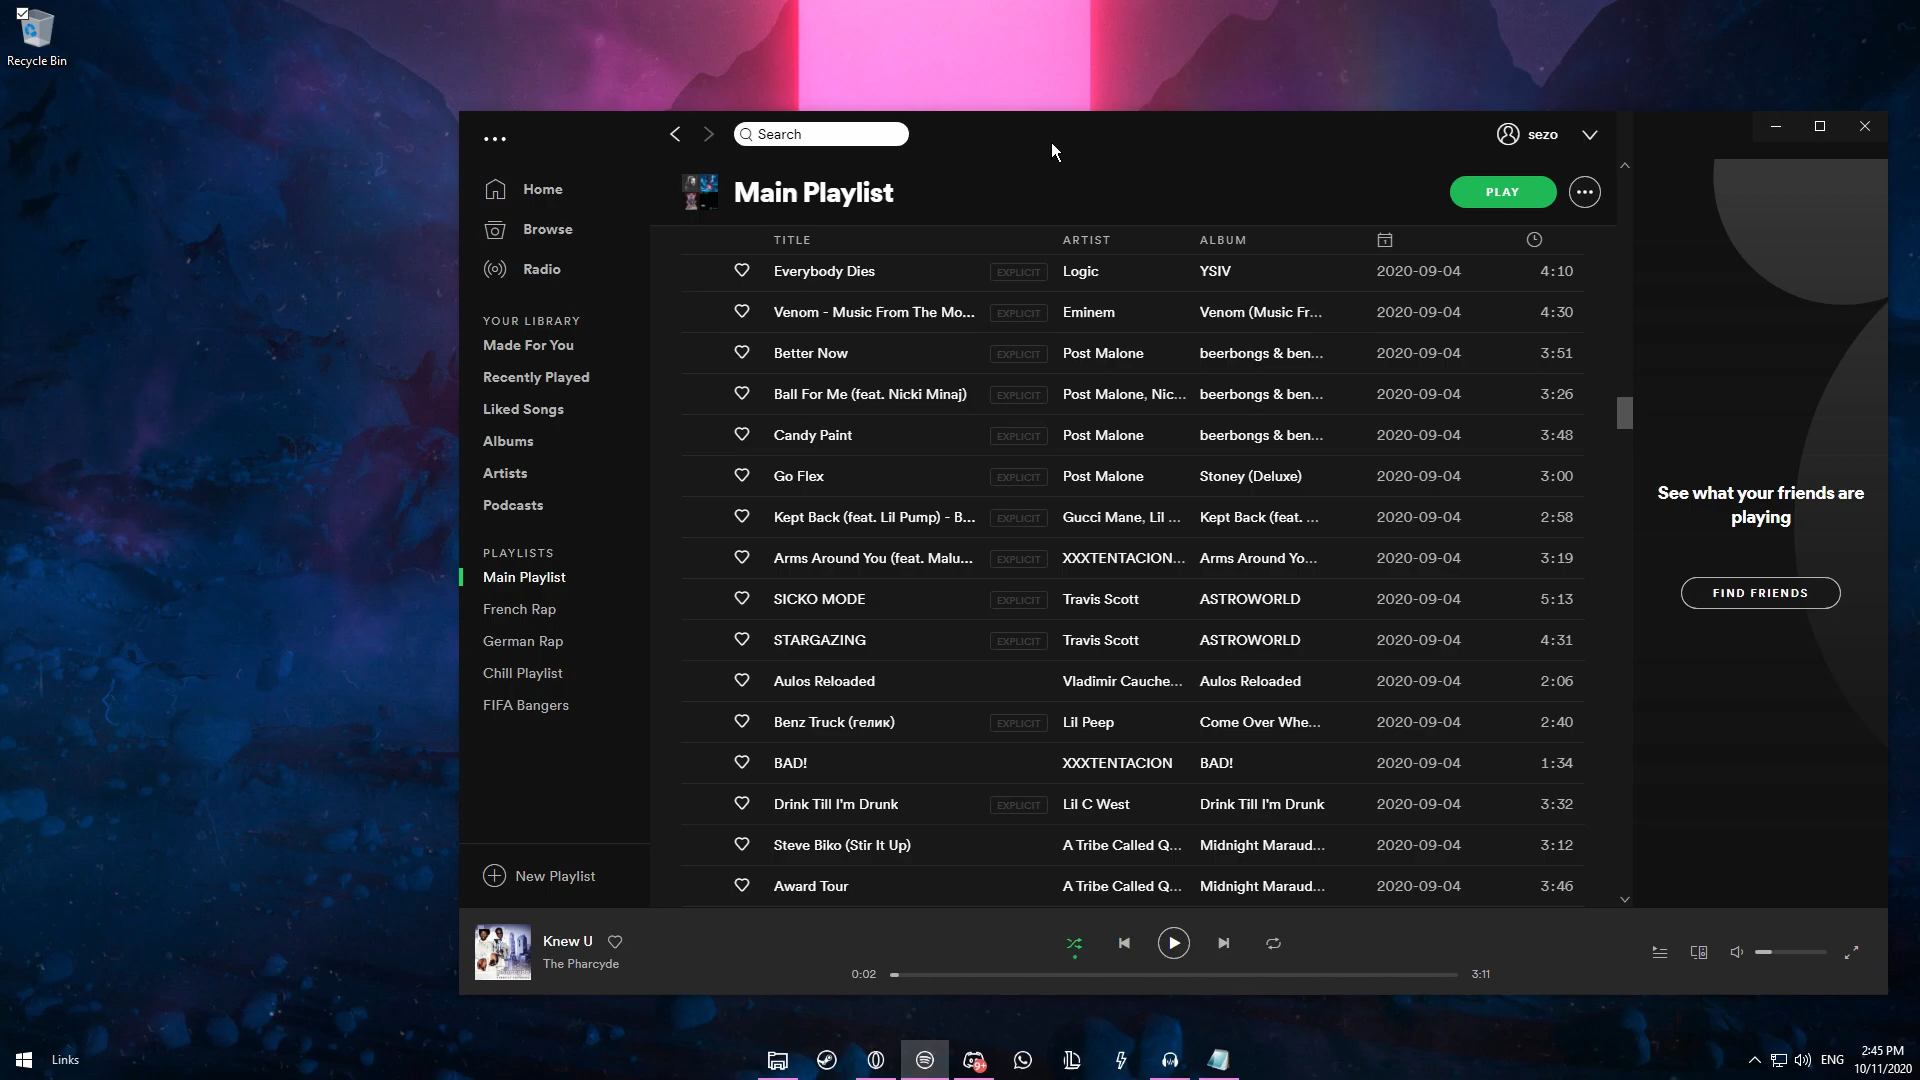 Recycle Bin
Search
sezo
Home
Browse
Radio
YOUR LIBRARY
Made For You
Recently Played
Liked Songs
Albums
Artists
Podcasts
PLAYLISTS
Main Playlist
French Rap
German Rap
Chill Playlist
FIFA Bangers
New Playlist
Main Playlist
PLAY
TITLE ARTIST ALBUM
Everybody Dies EXPLICIT Logic YSIV 2020-09-04 4:10
Venom - Music From The Mo... EXPLICIT Eminem Venom (Music Fr... 2020-09-04 4:30
Better Now EXPLICIT Post Malone beerbongs & ben... 2020-09-04 3:51
Ball For Me (feat. Nicki Minaj) EXPLICIT Post Malone, Nic... beerbongs & ben... 2020-09-04 3:26
Candy Paint EXPLICIT Post Malone beerbongs & ben... 2020-09-04 3:48
Go Flex EXPLICIT Post Malone Stoney (Deluxe) 2020-09-04 3:00
Kept Back (feat. Lil Pump) - B... EXPLICIT Gucci Mane, Lil ... Kept Back (feat. ... 2020-09-04 2:58
Arms Around You (feat. Malu... EXPLICIT XXXTENTACION... Arms Around Yo... 2020-09-04 3:19
SICKO MODE EXPLICIT Travis Scott ASTROWORLD 2020-09-04 5:13
STARGAZING EXPLICIT Travis Scott ASTROWORLD 2020-09-04 4:31
Aulos Reloaded Vladimir Cauche... Aulos Reloaded 2020-09-04 2:06
Benz Truck (гелик) EXPLICIT Lil Peep Come Over Whe... 2020-09-04 2:40
BAD! XXXTENTACION BAD! 2020-09-04 1:34
Drink Till I'm Drunk EXPLICIT Lil C West Drink Till I'm Drunk 2020-09-04 3:32
Steve Biko (Stir It Up) A Tribe Called Q... Midnight Maraud... 2020-09-04 3:12
Award Tour A Tribe Called Q... Midnight Maraud... 2020-09-04 3:46
See what your friends are
playing
FIND FRIENDS
Knew U
The Pharcyde
0:02 3:11
Links
9+
ENG
2:45 PM
10/11/2020